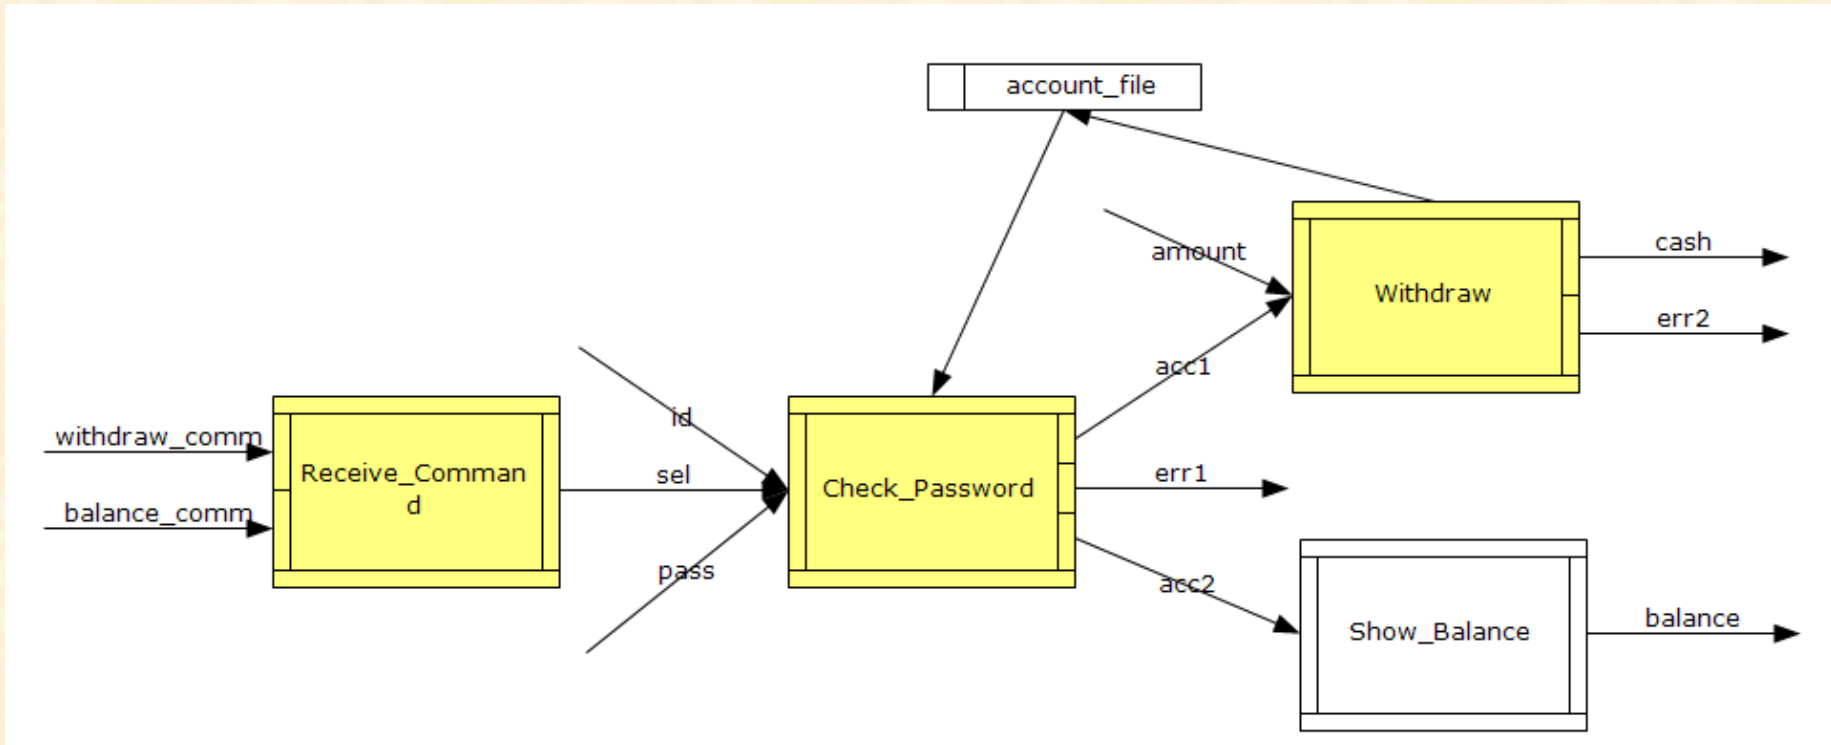 account_file
amount
Withdraw
cash
err2
acc1
id
withdraw_comm
balance_comm
Receive_Comman
d
sel
pass
Check_Password
err1
acc2
Show_Balance
balance